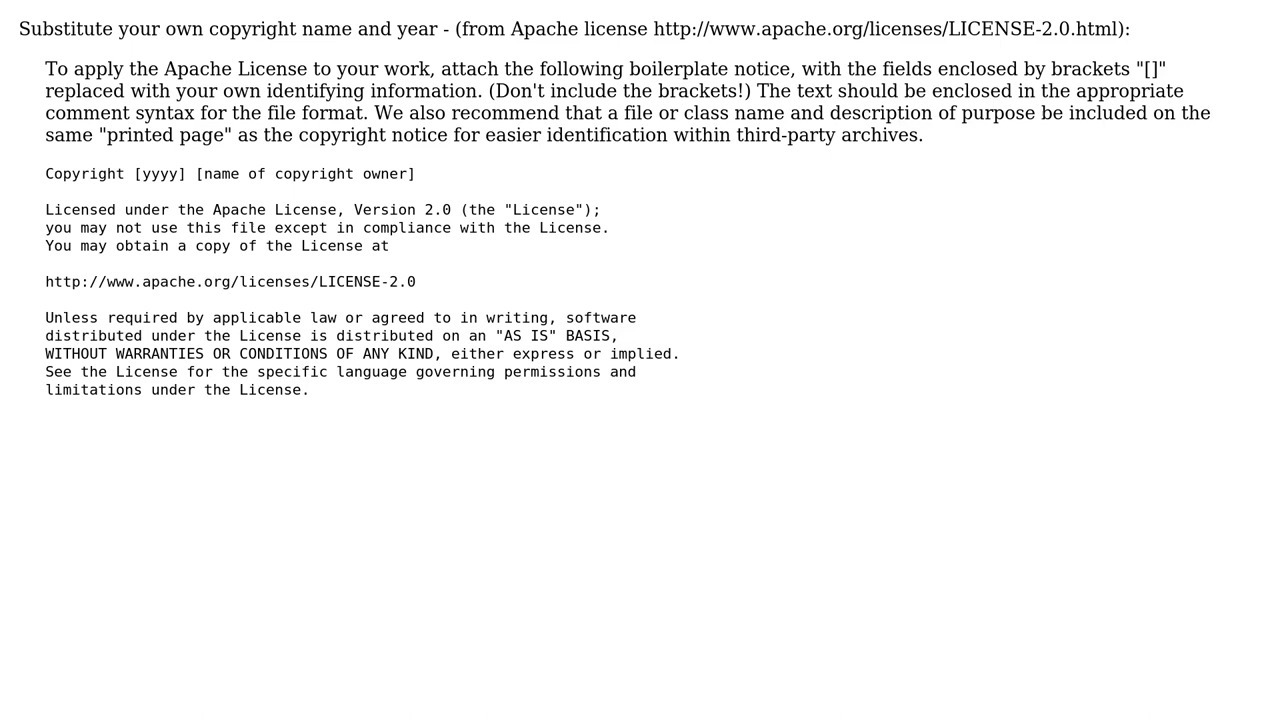 Substitute your own copyright name and year - (from Apache license http://www.apache.org/licenses/LICENSE-2.0.html):
To apply the Apache License to your work, attach the following boilerplate notice, with the fields enclosed by brackets "[]"
replaced with your own identifying information. (Don't include the brackets!) The text should be enclosed in the appropriate
comment syntax for the file format. We also recommend that a file or class name and description of purpose be included on the
same "printed page" as the copyright notice for easier identification within third-party archives.
Copyright [yyyy] [name of copyright owner]
Licensed under the Apache License, Version 2.0 (the "License");
you may not use this file except in compliance with the License.
You may obtain a copy of the License at
http://www.apache.org/licenses/LICENSE-2.0
Unless required by applicable law or agreed to in writing, software
distributed under the License is distributed on an "AS IS" BASIS,
WITHOUT WARRANTIES OR CONDITIONS OF ANY KIND, either express or implied.
See the License for the specific language governing permissions and
limitations under the License.